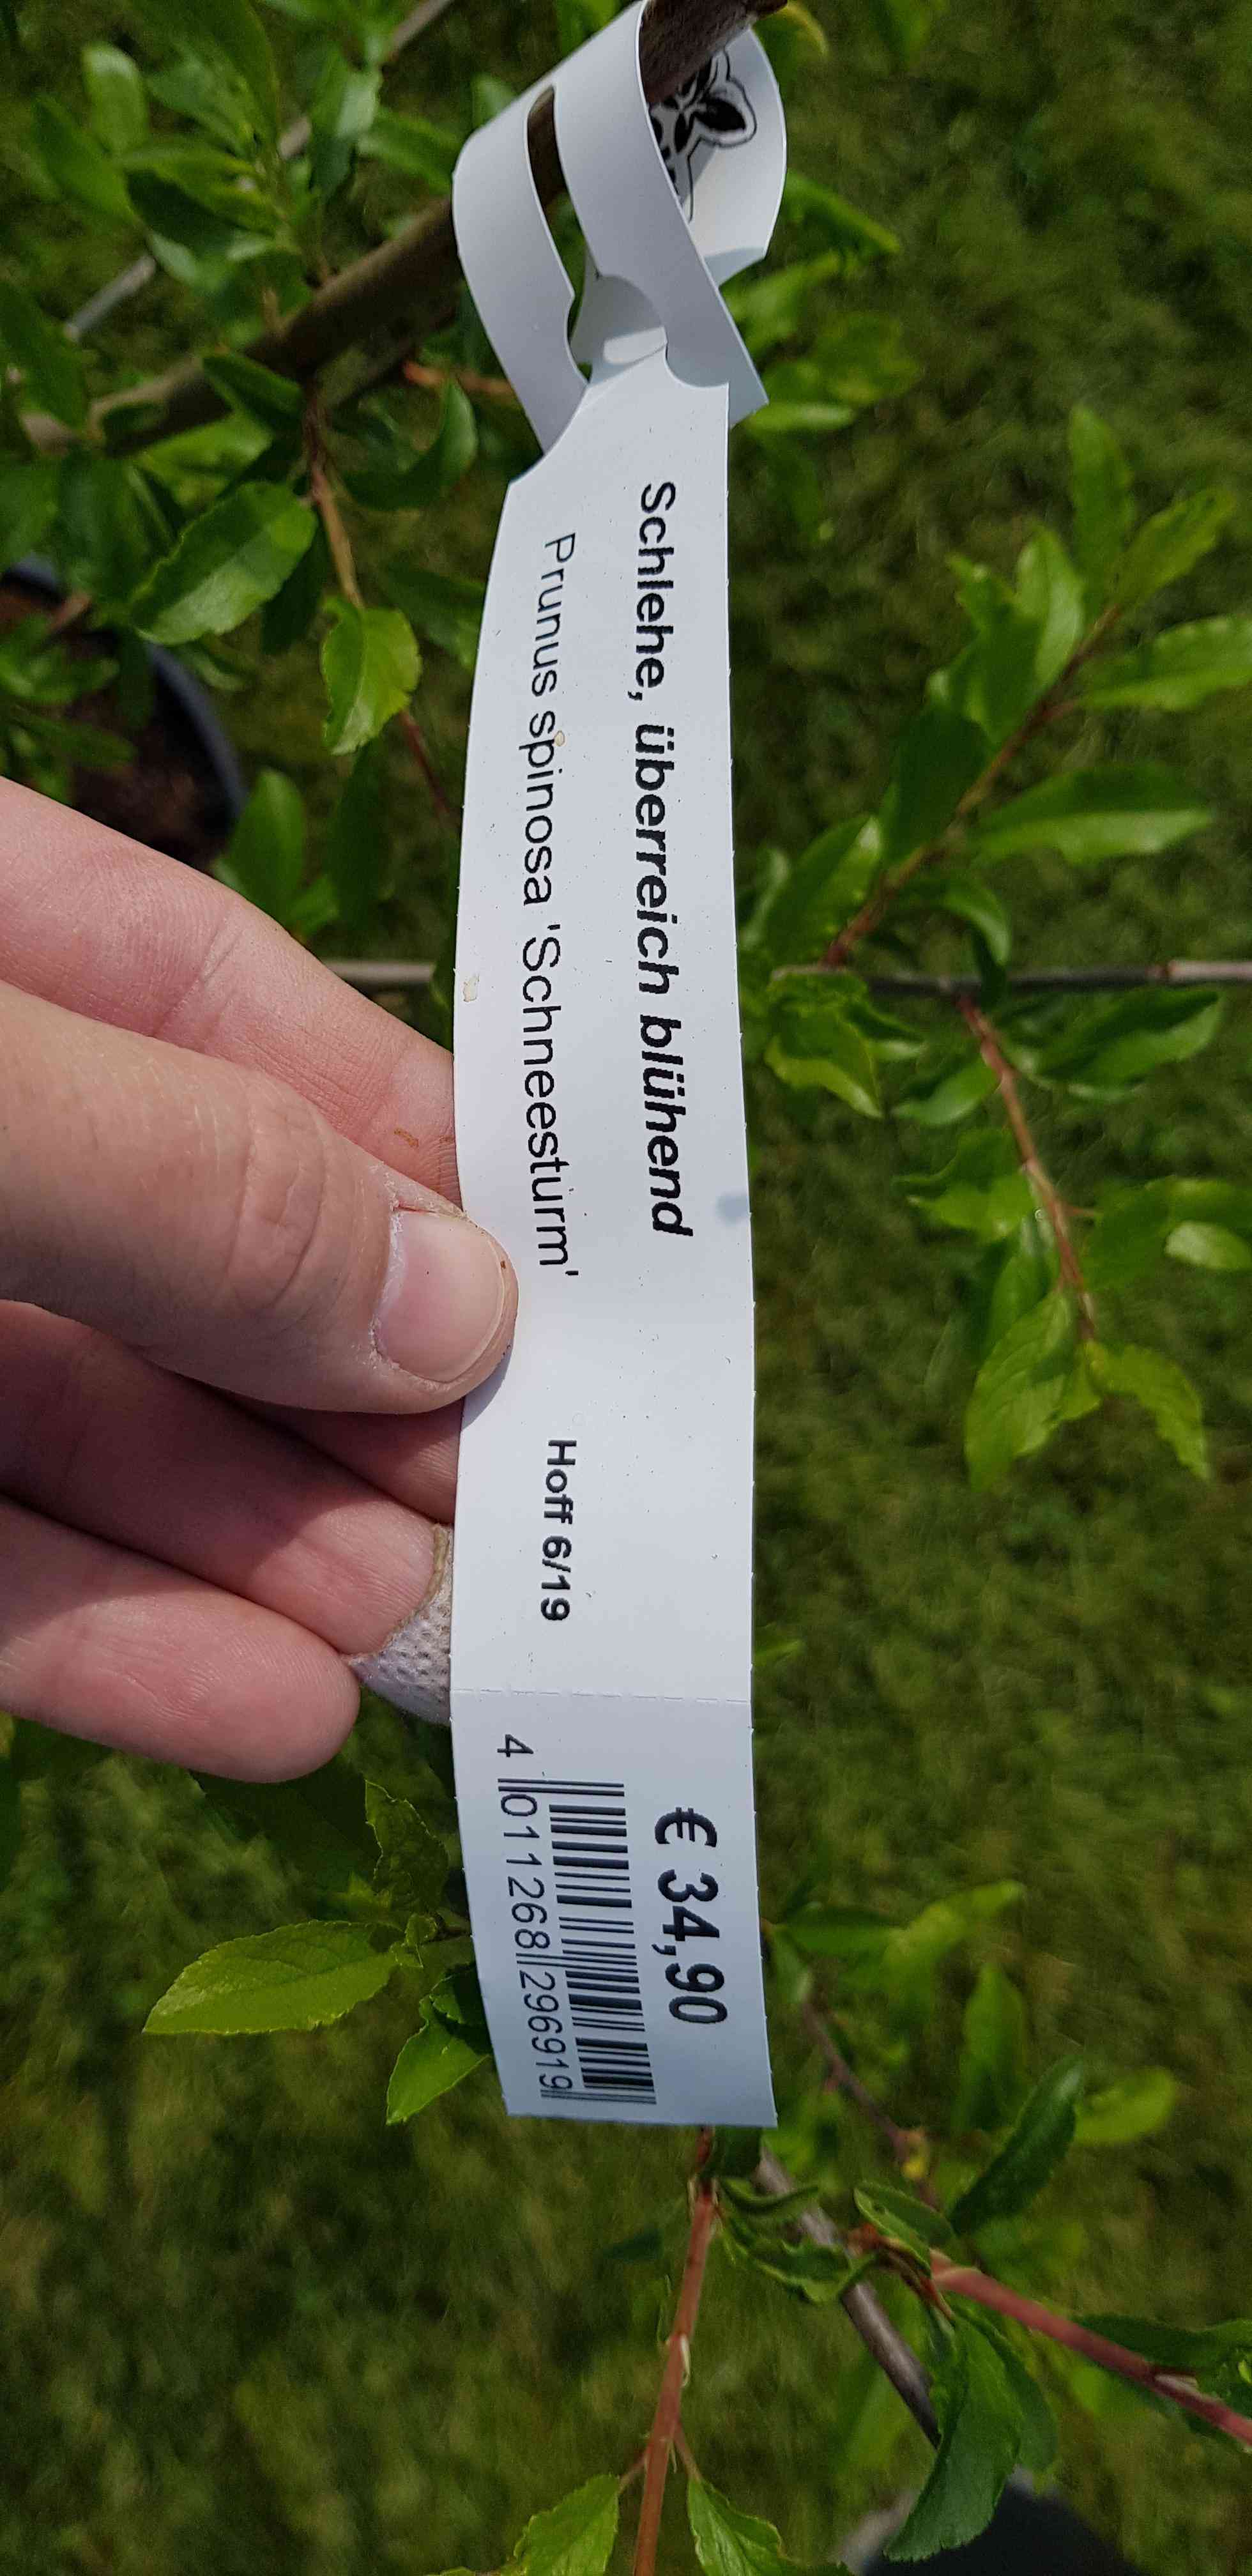 Schlehe, überreich blühend
Prunus spinosa 'Schneesturm'
Hoff 6/19
€ 34,90
4 011268 296919